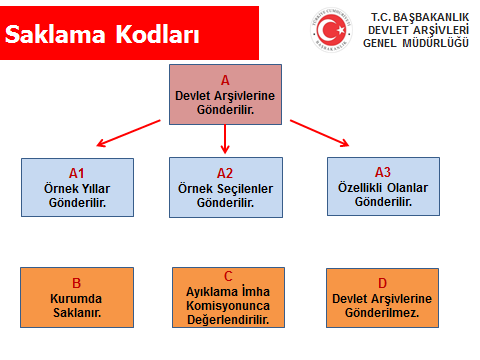 Saklama Kodları
T.C. BAŞBAKANLIK
DEVLET ARŞİVLERİ
GENEL MÜDÜRLÜĞÜ
A
Devlet Arşivlerine
Gönderilir.
A1
Örnek Yıllar
Gönderilir.
A2
Örnek Seçilenler
Gönderilir.
A3
Özellikli Olanlar
Gönderilir.
B
Kurumda
Saklanır.
C
Ayıklama İmha
Komisyonunca
Değerlendirilir.
D
Devlet Arşivlerine
Gönderilmez.